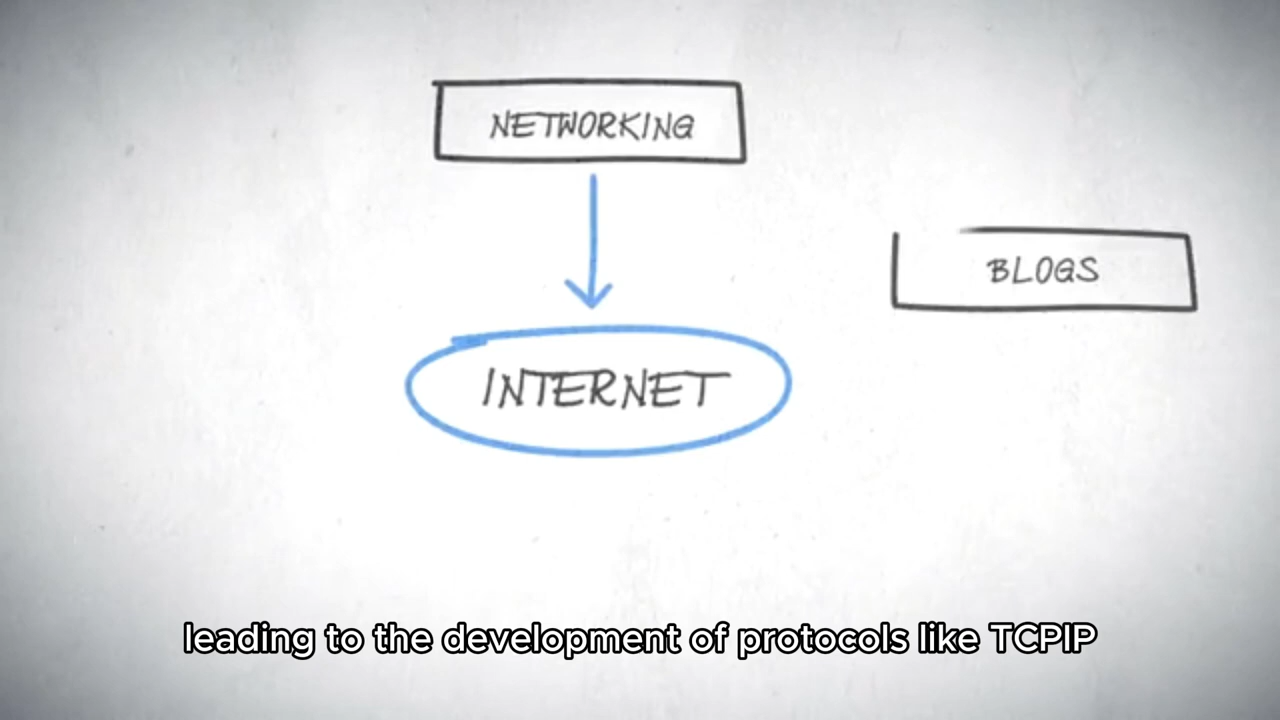 NETWORKING
BLOGS
INTERNET
leading to the development of protocols like TCPIP